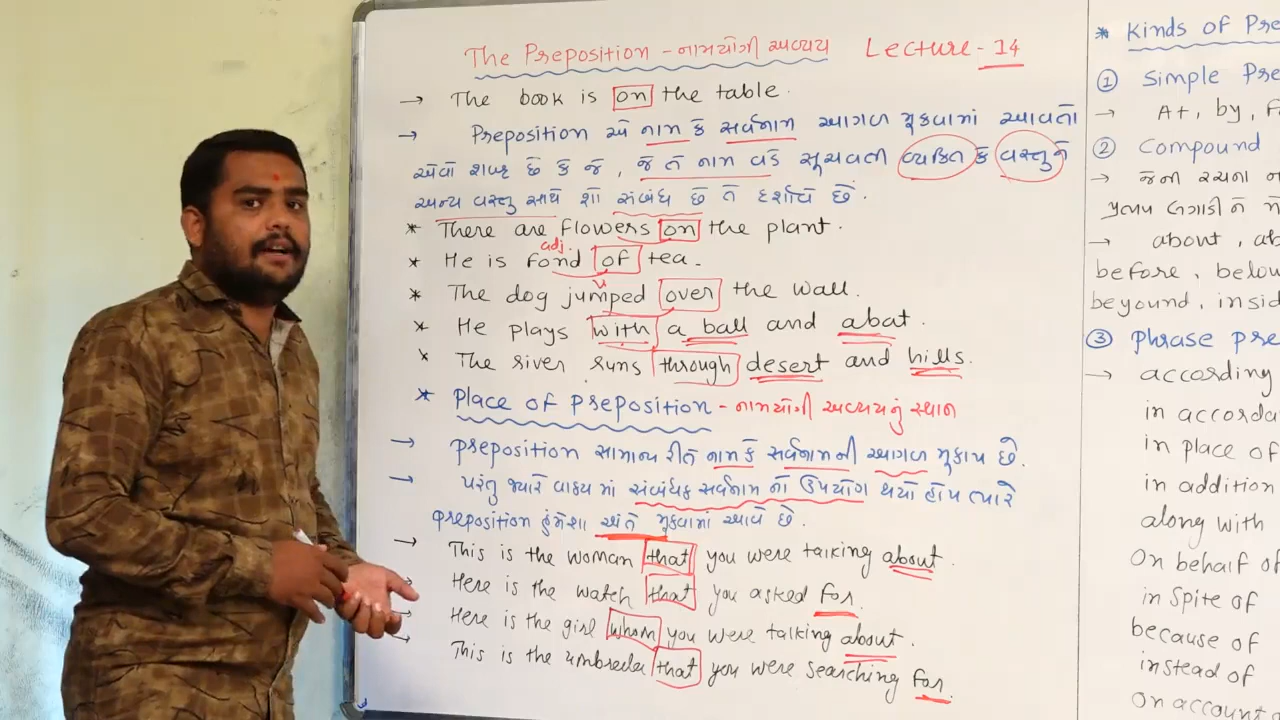 The Preposition - નામયોગી અવ્યય Lecture - 14
→ The book is on the table.
→ Preposition એ નામ કે સર્વનામ આગળ મૂકવામાં આવતો
એવો શબ્દ છે કે જે, જે તે નામ વડે સૂચવતી વ્યક્તિ કે વસ્તુને
અન્ય વસ્તુ સાથે શો સંબંધ છે તે દર્શાવે છે.
* There are flowers on the plant.
adj.
* He is fond of tea.
v
* The dog jumped over the wall.
* He plays with a ball and abat.
* The river runs through desert and hills.
* Place of preposition - નામયોગી અવ્યયનું સ્થાન
→ preposition સામાન્ય રીતે નામ કે સર્વનામની આગળ મૂકાય છે.
→ પરંતુ જ્યારે વાક્ય માં સંબંધક સર્વનામ નો ઉપયોગ થયો હોય ત્યારે
preposition હંમેશા અંતે મૂકવામાં આવે છે.
→ This is the woman that you were talking about.
→ Here is the watch that you asked for.
→ Here is the girl whom you were talking about.
→ This is the umbrella that you were searching for.
* Kinds of Pre
① Simple Pre
→ At, by, F
② Compound
→ જેની રચના
લગાડી ને
→ about, ab
before, below
beyound, insid
③ Phrase pre
→ according
in accorda
in place of
in addition
along with
on behalf of
in spite of
because of
instead of
on account